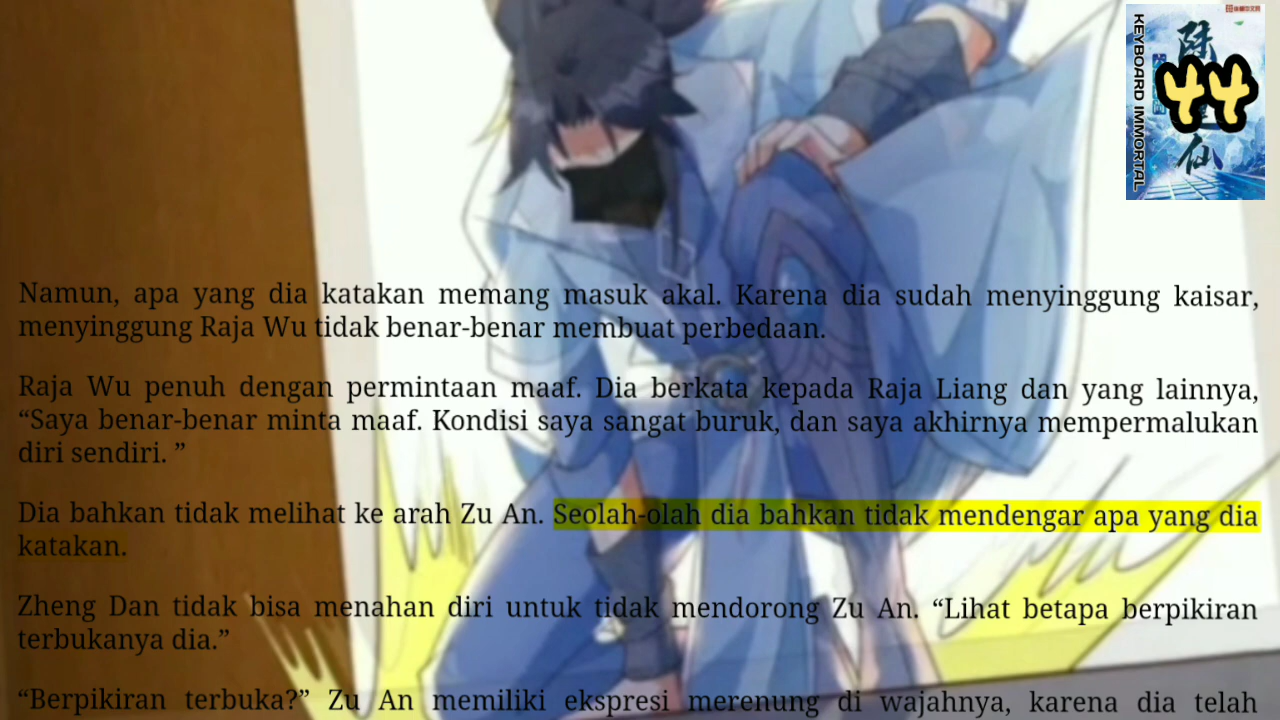 KEYBOARD IMMORTAL
44
仙
Namun, apa yang dia katakan memang masuk akal. Karena dia sudah menyinggung kaisar,
menyinggung Raja Wu tidak benar-benar membuat perbedaan.
Raja Wu penuh dengan permintaan maaf. Dia berkata kepada Raja Liang dan yang lainnya,
“Saya benar-benar minta maaf. Kondisi saya sangat buruk, dan saya akhirnya mempermalukan
diri sendiri. ”
Dia bahkan tidak melihat ke arah Zu An. Seolah-olah dia bahkan tidak mendengar apa yang dia
katakan.
Zheng Dan tidak bisa menahan diri untuk tidak mendorong Zu An. “Lihat betapa berpikiran
terbukanya dia.”
“Berpikiran terbuka?” Zu An memiliki ekspresi merenung di wajahnya, karena dia telah